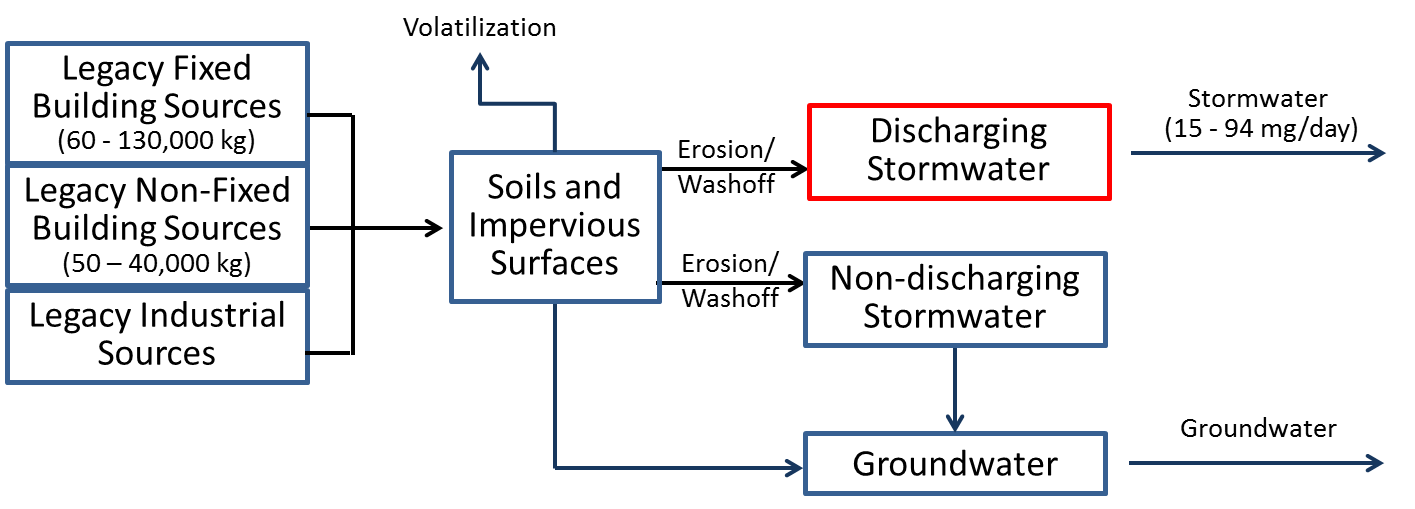 Volatilization
Legacy Fixed
Building Sources
(60 - 130,000 kg)
Legacy Non-Fixed
Building Sources
(50 – 40,000 kg)
Legacy Industrial
Sources
Soils and
Impervious
Surfaces
Erosion/
Washoff
Discharging
Stormwater
Stormwater
(15 - 94 mg/day)
Erosion/
Washoff
Non-discharging
Stormwater
Groundwater
Groundwater